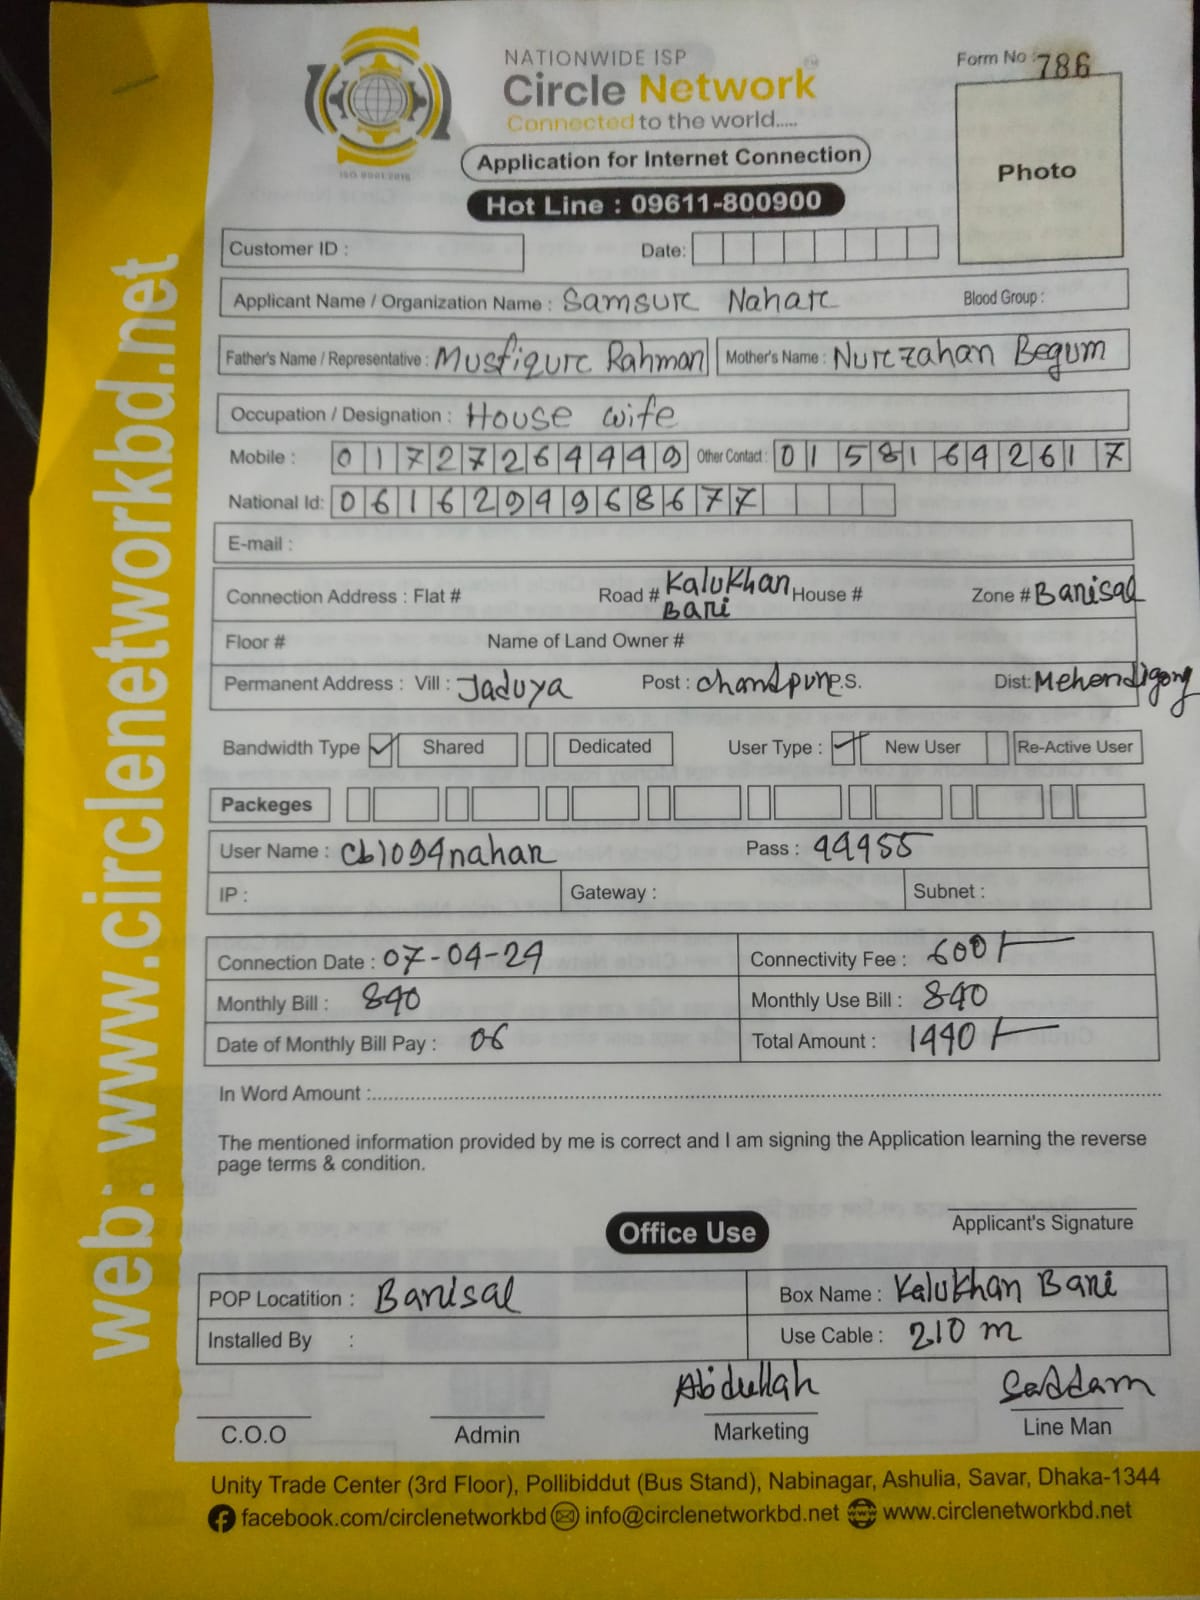 NATIONWIDE ISP
Circle Network
Connected to the world.....
Form No : 786
ISO 9001:2015
Application for Internet Connection
Photo
Hot Line : 09611-800900
Customer ID :
Date:
Applicant Name / Organization Name : Samsur Nahar
Blood Group :
Father's Name / Representative : Musfiqur Rahman
Mother's Name : Nurzahan Begum
Occupation / Designation : House wife
Mobile : 01727264449
Other Contact : 01581642617
National Id: 0616294968677
E-mail :
Connection Address : Flat #
Road # Kalukhan Bari
House #
Zone # Barisal
Floor #
Name of Land Owner #
Permanent Address : Vill : Jaduya
Post : Chandpur
P.S.
Dist: Mehendigong
Bandwidth Type ✓ Shared Dedicated
User Type : ✓ New User Re-Active User
Packeges
User Name : Cb1094nahar
Pass : 44455
IP :
Gateway :
Subnet :
Connection Date : 07-04-24
Connectivity Fee : 600/-
Monthly Bill : 840
Monthly Use Bill : 840
Date of Monthly Bill Pay : 06
Total Amount : 1440/-
In Word Amount :
The mentioned information provided by me is correct and I am signing the Application learning the reverse
page terms & condition.
Applicant's Signature
Office Use
POP Locatition : Barisal
Box Name : Kalukhan Bari
Installed By :
Use Cable : 210 m
Abdullah
Saddam
C.O.O
Admin
Marketing
Line Man
Unity Trade Center (3rd Floor), Pollibiddut (Bus Stand), Nabinagar, Ashulia, Savar, Dhaka-1344
facebook.com/circlenetworkbd info@circlenetworkbd.net www.circlenetworkbd.net
web: www.circlenetworkbd.net